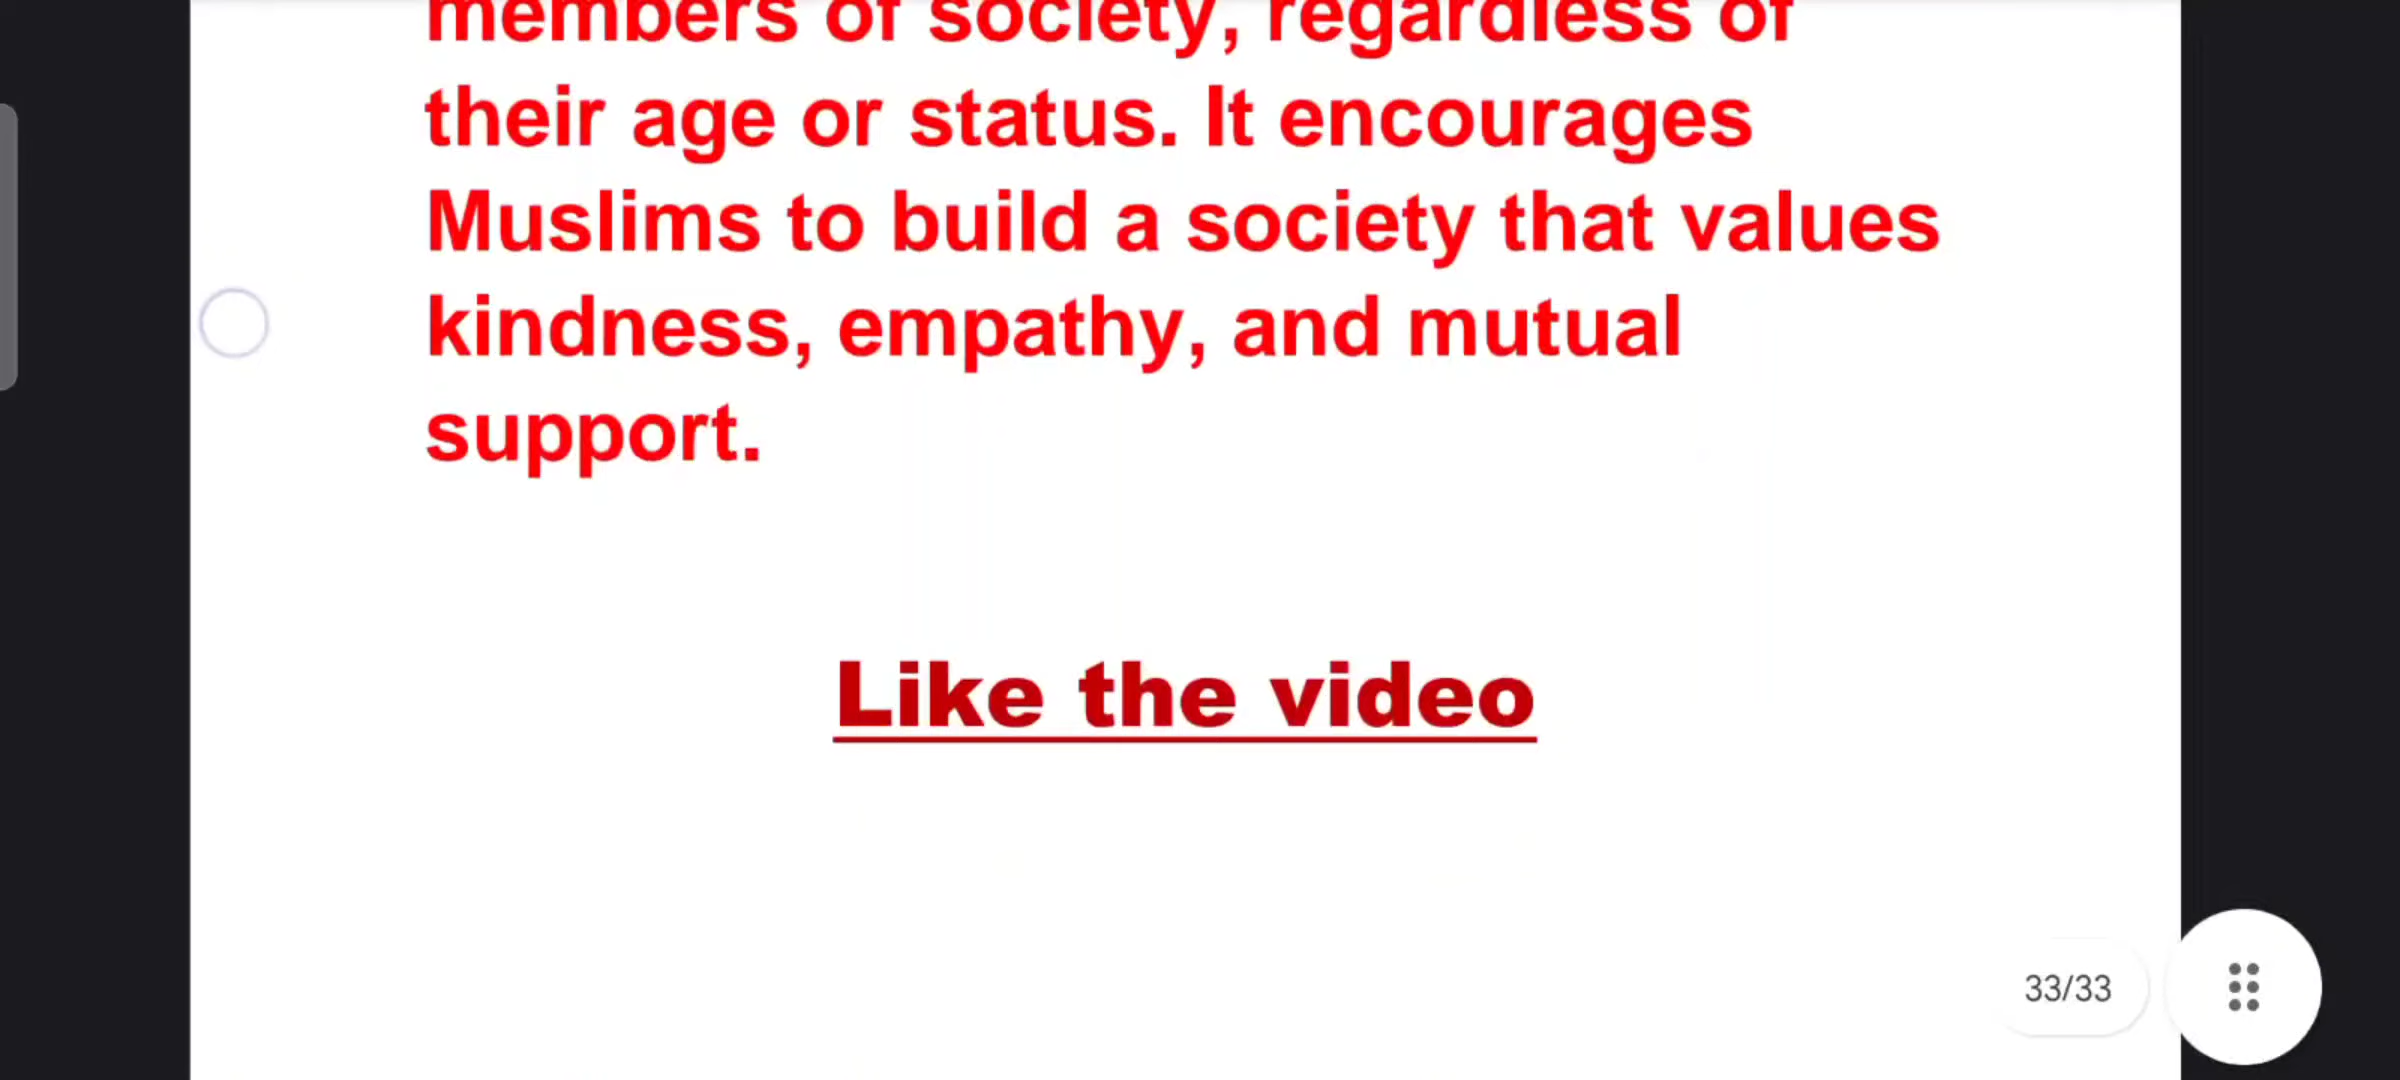 members of society, regardless of
their age or status. It encourages
Muslims to build a society that values
kindness, empathy, and mutual
support.
Like the video
33/33